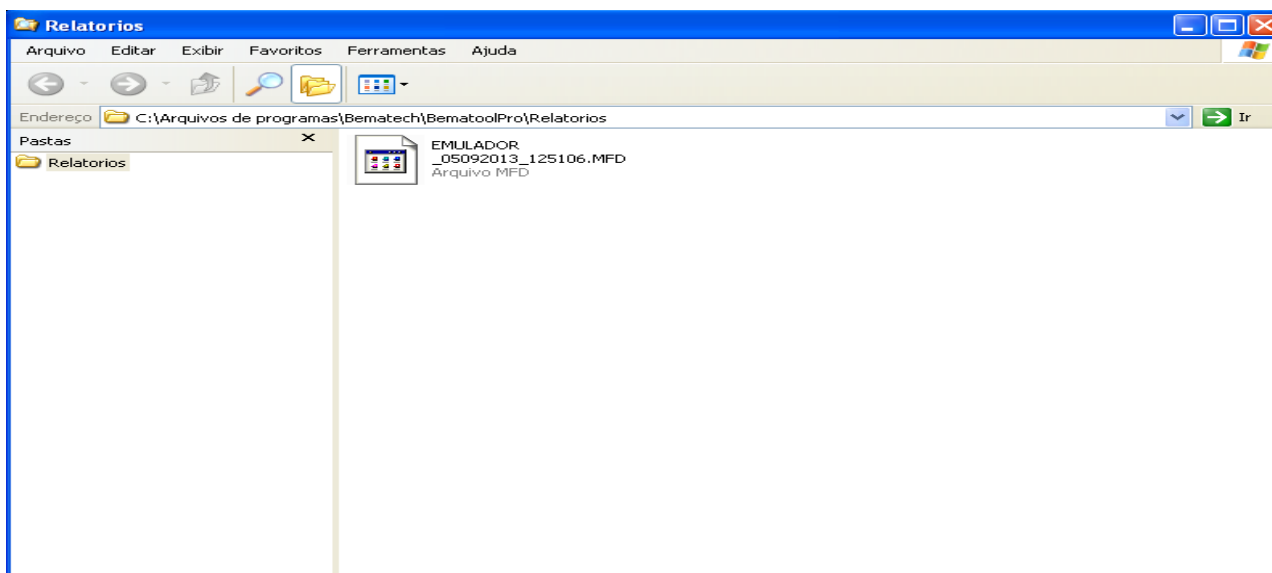 Relatorios
Arquivo Editar Exibir Favoritos Ferramentas Ajuda
Endereço C:\Arquivos de programas\Bematech\BematoolPro\Relatorios Ir
Pastas
Relatorios
EMULADOR
_05092013_125106.MFD
Arquivo MFD